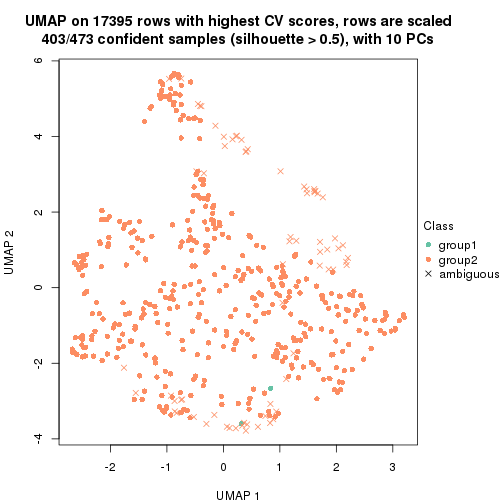 UMAP on 17395 rows with highest CV scores, rows are scaled
403/473 confident samples (silhouette > 0.5), with 10 PCs
6
4
2
0
-2
-4
UMAP 2
-2
-1
0
1
2
3
UMAP 1
Class
group1
group2
ambiguous